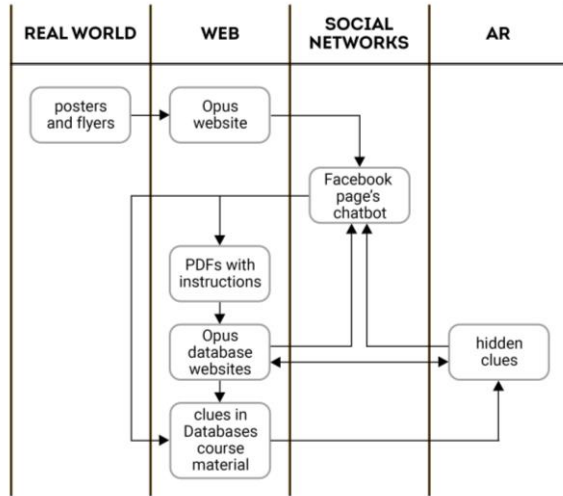 REAL WORLD
WEB
SOCIAL
NETWORKS
AR
posters
and flyers
Opus
website
Facebook
page's
chatbot
PDFs with
instructions
Opus
database
websites
hidden
clues
clues in
Databases
course
material